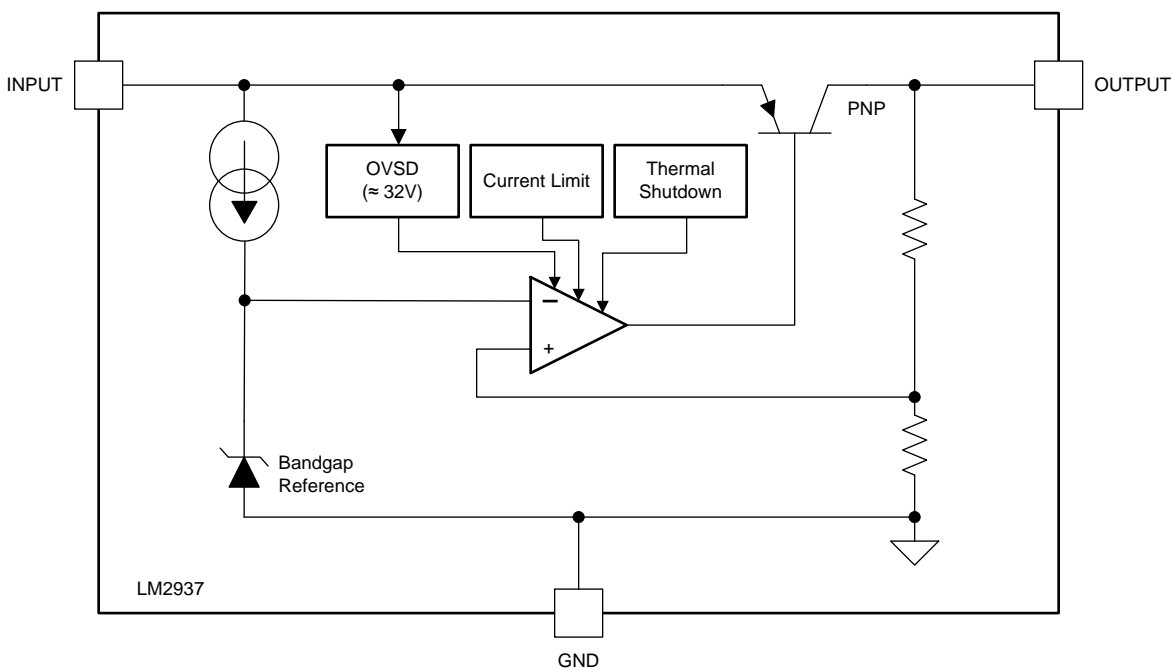 INPUT
OUTPUT
PNP
OVSD
(≈ 32V)
Current Limit
Thermal
Shutdown
−
+
Bandgap
Reference
LM2937
GND